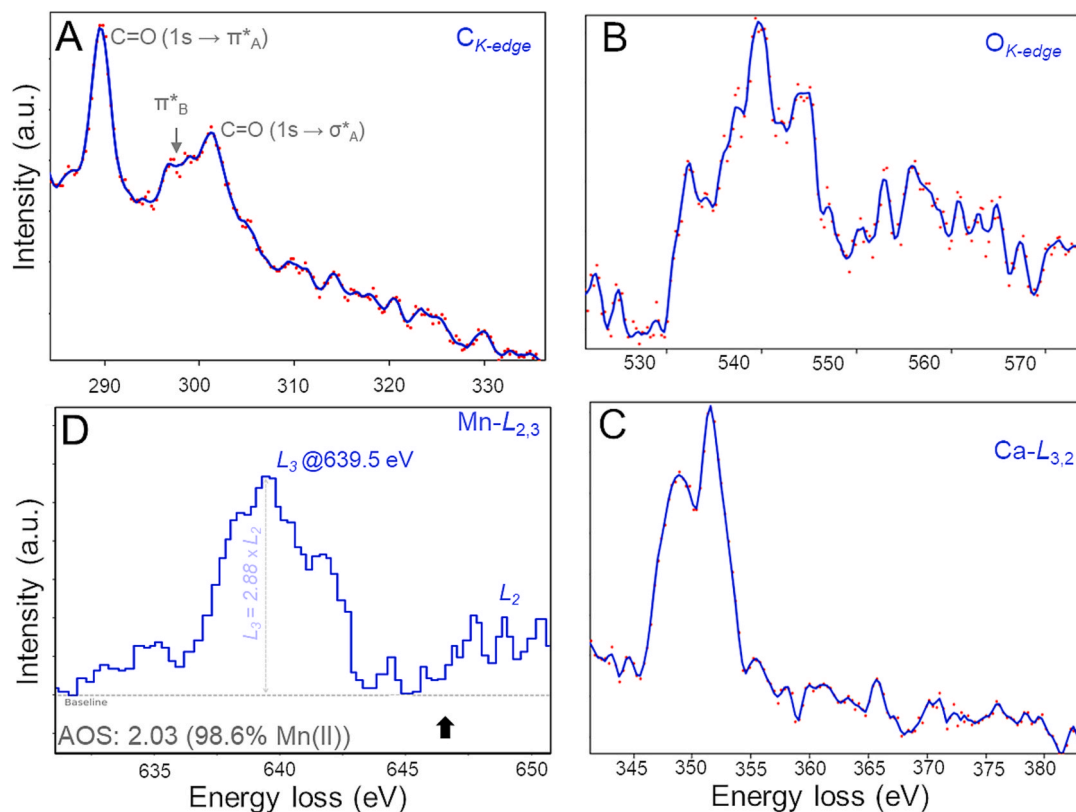 A
C=O (1s → π*A)
CK-edge
π*B
C=O (1s → σ*A)
Intensity (a.u.)
290 300 310 320 330
B
OK-edge
530 540 550 560 570
D
Mn-L2,3
L3 @639.5 eV
L3 = 2.88 x L2
L2
Baseline
AOS: 2.03 (98.6% Mn(II))
Intensity (a.u.)
635 640 645 650
Energy loss (eV)
C
Ca-L3,2
345 350 355 360 365 370 375 380
Energy loss (eV)